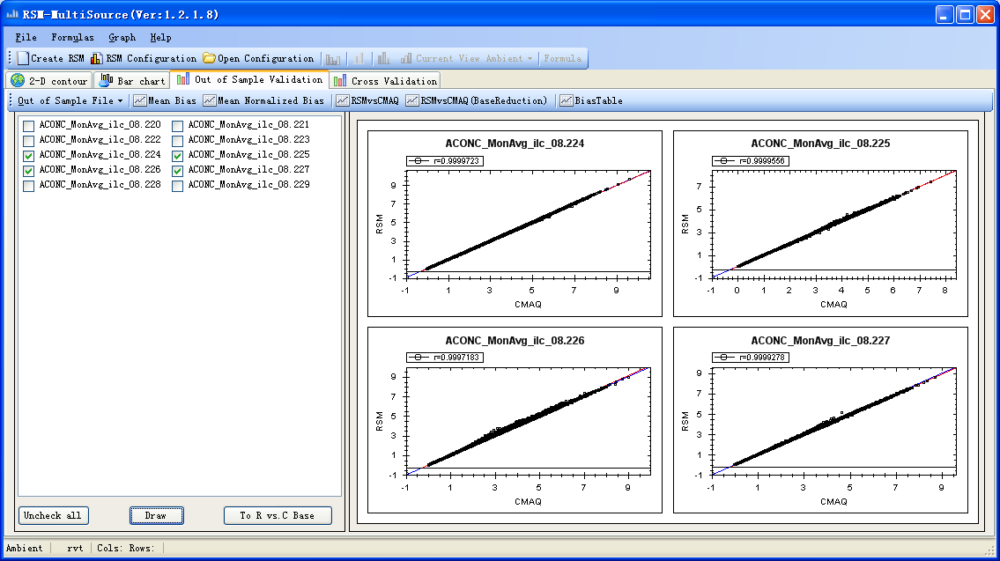 RSM-MultiSource(Ver:1.2.1.8)
File Formulas Graph Help
Create RSM RSM Configuration Open Configuration Current View Ambient Formula
2-D contour Bar chart Out of Sample Validation Cross Validation
Out of Sample File Mean Bias Mean Normalized Bias RSMvsCMAQ RSMvsCMAQ(BaseReduction) BiasTable
ACONC_MonAvg_ilc_08.220 ACONC_MonAvg_ilc_08.221
ACONC_MonAvg_ilc_08.222 ACONC_MonAvg_ilc_08.223
ACONC_MonAvg_ilc_08.224 ACONC_MonAvg_ilc_08.225
ACONC_MonAvg_ilc_08.226 ACONC_MonAvg_ilc_08.227
ACONC_MonAvg_ilc_08.228 ACONC_MonAvg_ilc_08.229
Uncheck all Draw To R vs.C Base
ACONC_MonAvg_ilc_08.224
r=0.9999723
9
7
5
3
1
-1
RSM
-1 1 3 5 7 9
CMAQ
ACONC_MonAvg_ilc_08.225
r=0.9999556
7
5
3
1
-1
RSM
-1 0 1 2 3 4 5 6 7 8
CMAQ
ACONC_MonAvg_ilc_08.226
r=0.9997183
9
7
5
3
1
-1
RSM
-1 1 3 5 7 9
CMAQ
ACONC_MonAvg_ilc_08.227
r=0.9999278
9
7
5
3
1
-1
RSM
-1 1 3 5 7 9
CMAQ
Ambient rvt Cols: Rows: